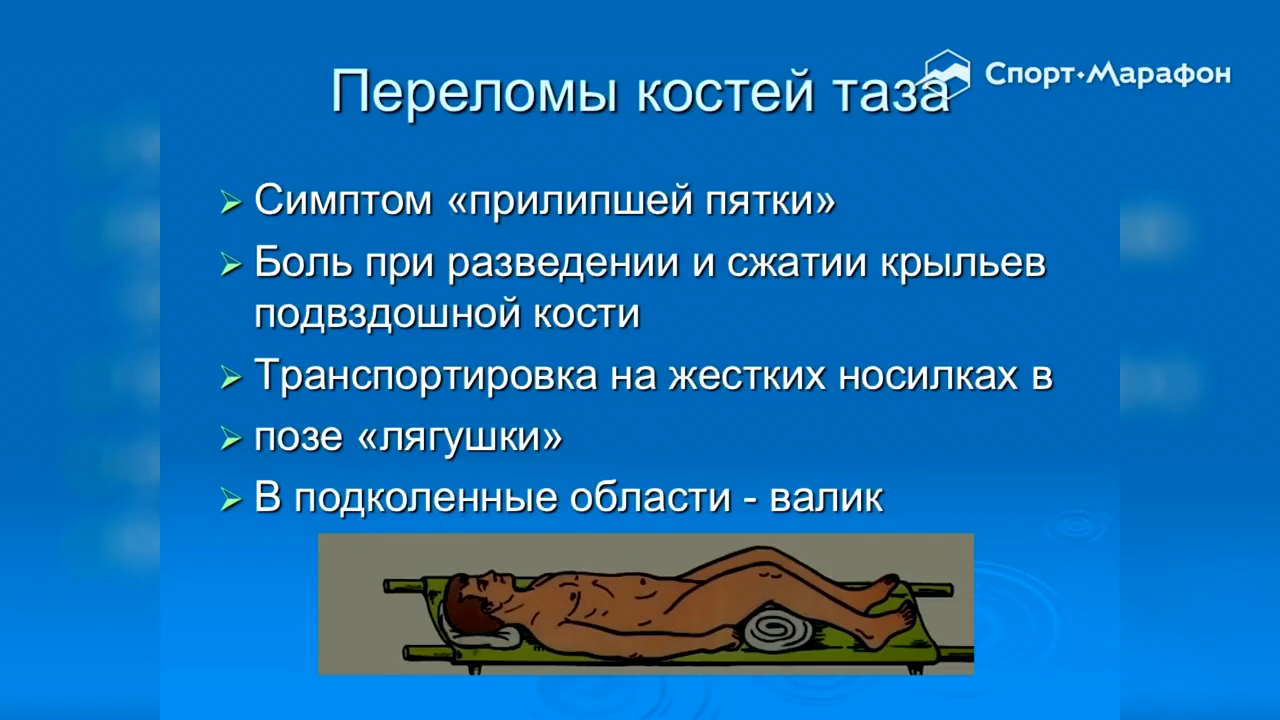 Переломы костей таза
Спорт·Марафон
Симптом «прилипшей пятки»
Боль при разведении и сжатии крыльев
подвздошной кости
Транспортировка на жестких носилках в
позе «лягушки»
В подколенные области - валик